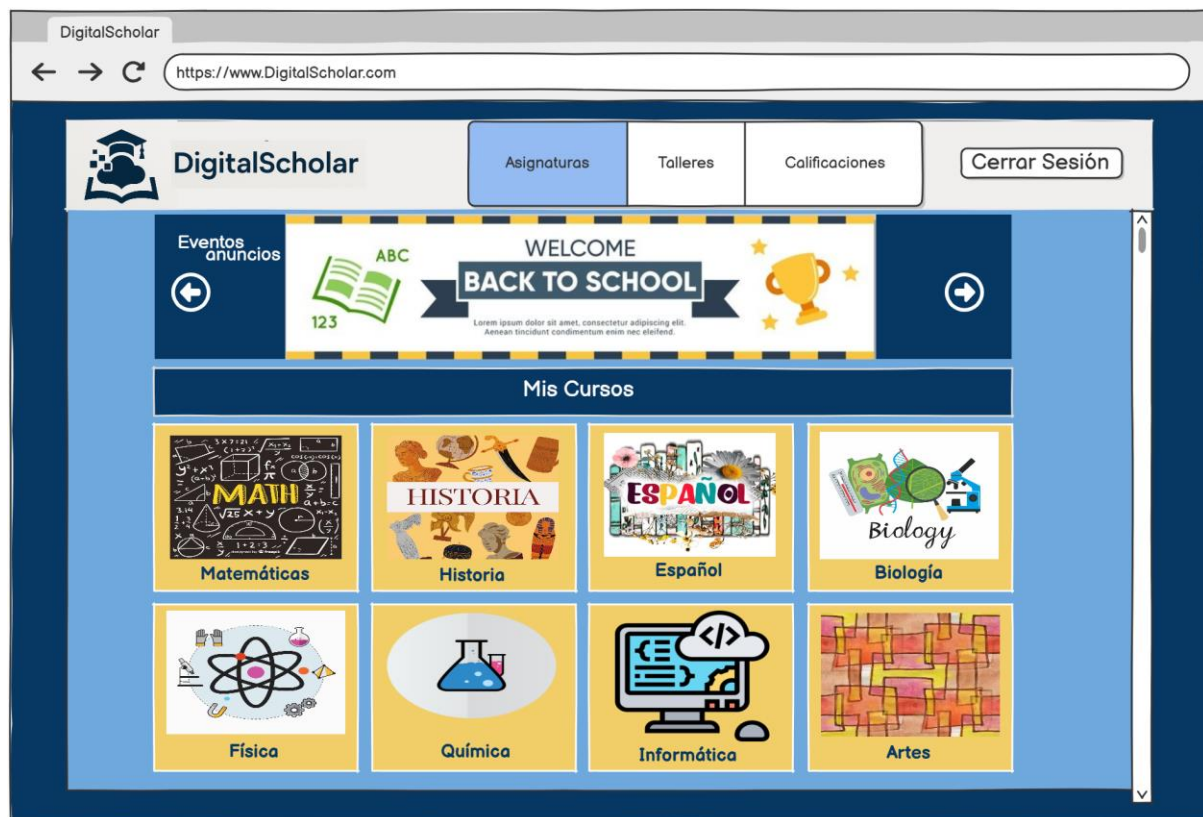 DigitalScholar
https://www.DigitalScholar.com
DigitalScholar
Asignaturas
Talleres
Calificaciones
Cerrar Sesión
Eventos
anuncios
ABC
123
WELCOME
BACK TO SCHOOL
Lorem ipsum dolor sit amet, consectetur adipiscing elit.
Aenean tincidunt condimentum enim nec eleifend.
Mis Cursos
MATH
Matemáticas
HISTORIA
Historia
ESPAÑOL
Español
Biology
Biología
Física
Química
</>
Informática
Artes